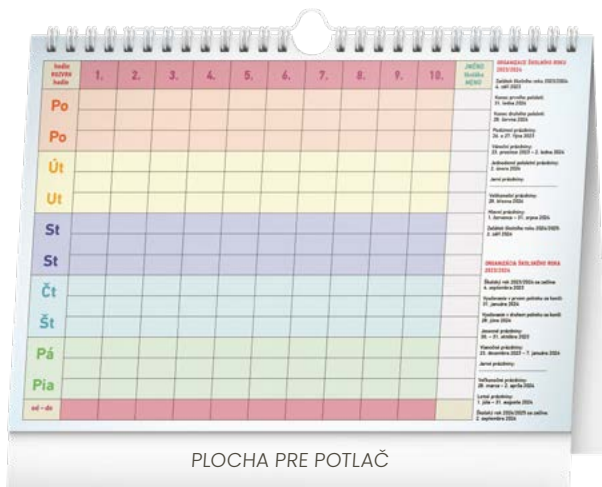 hodin
ROZVRH
hodín
1. 2. 3. 4. 5. 6. 7. 8. 9. 10.
JMÉNO
školáka
MENO
Po
Po
Út
Ut
St
St
Čt
Št
Pá
Pia
od – do
ORGANIZACE ŠKOLNÍHO ROKU
2023/2024
Začátek školního roku 2023/2024:
4. září 2023
Konec prvního pololetí:
31. ledna 2024
Konec druhého pololetí:
28. června 2024
Podzimní prázdniny:
26. a 27. října 2023
Vánoční prázdniny:
23. prosince 2023 – 2. ledna 2024
Jednodenní pololetní prázdniny:
2. února 2024
Jarní prázdniny:
Velikonoční prázdniny:
28. března 2024
Hlavní prázdniny:
1. července – 31. srpna 2024
Začátek školního roku 2024/2025:
2. září 2024
ORGANIZÁCIA ŠKOLSKÉHO ROKA
2023/2024
Školský rok 2023/2024 sa začína:
4. septembra 2023
Vyučovanie v prvom polroku sa končí:
31. januára 2024
Vyučovanie v druhom polroku sa končí:
28. júna 2024
Jesenné prázdniny:
30. – 31. októbra 2023
Vianočné prázdniny:
23. decembra 2023 – 7. januára 2024
Jarné prázdniny:
Veľkonočné prázdniny:
28. marca – 2. apríla 2024
Letné prázdniny:
1. júla – 31. augusta 2024
Školský rok 2024/2025 sa začína:
2. septembra 2024
PLOCHA PRE POTLAČ